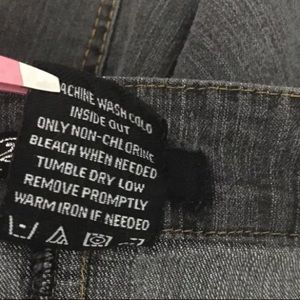 MACHINE WASH COLD
INSIDE OUT
ONLY NON-CHLORINE
BLEACH WHEN NEEDED
TUMBLE DRY LOW
REMOVE PROMPTLY
WARM IRON IF NEEDED